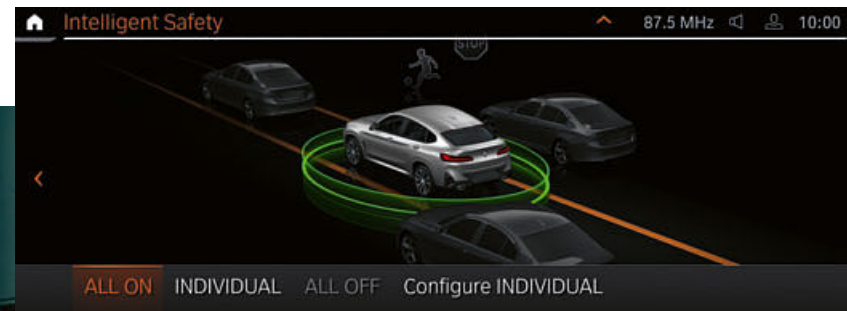 Intelligent Safety
87.5 MHz 10:00
STOP
ALL ON INDIVIDUAL ALL OFF Configure INDIVIDUAL